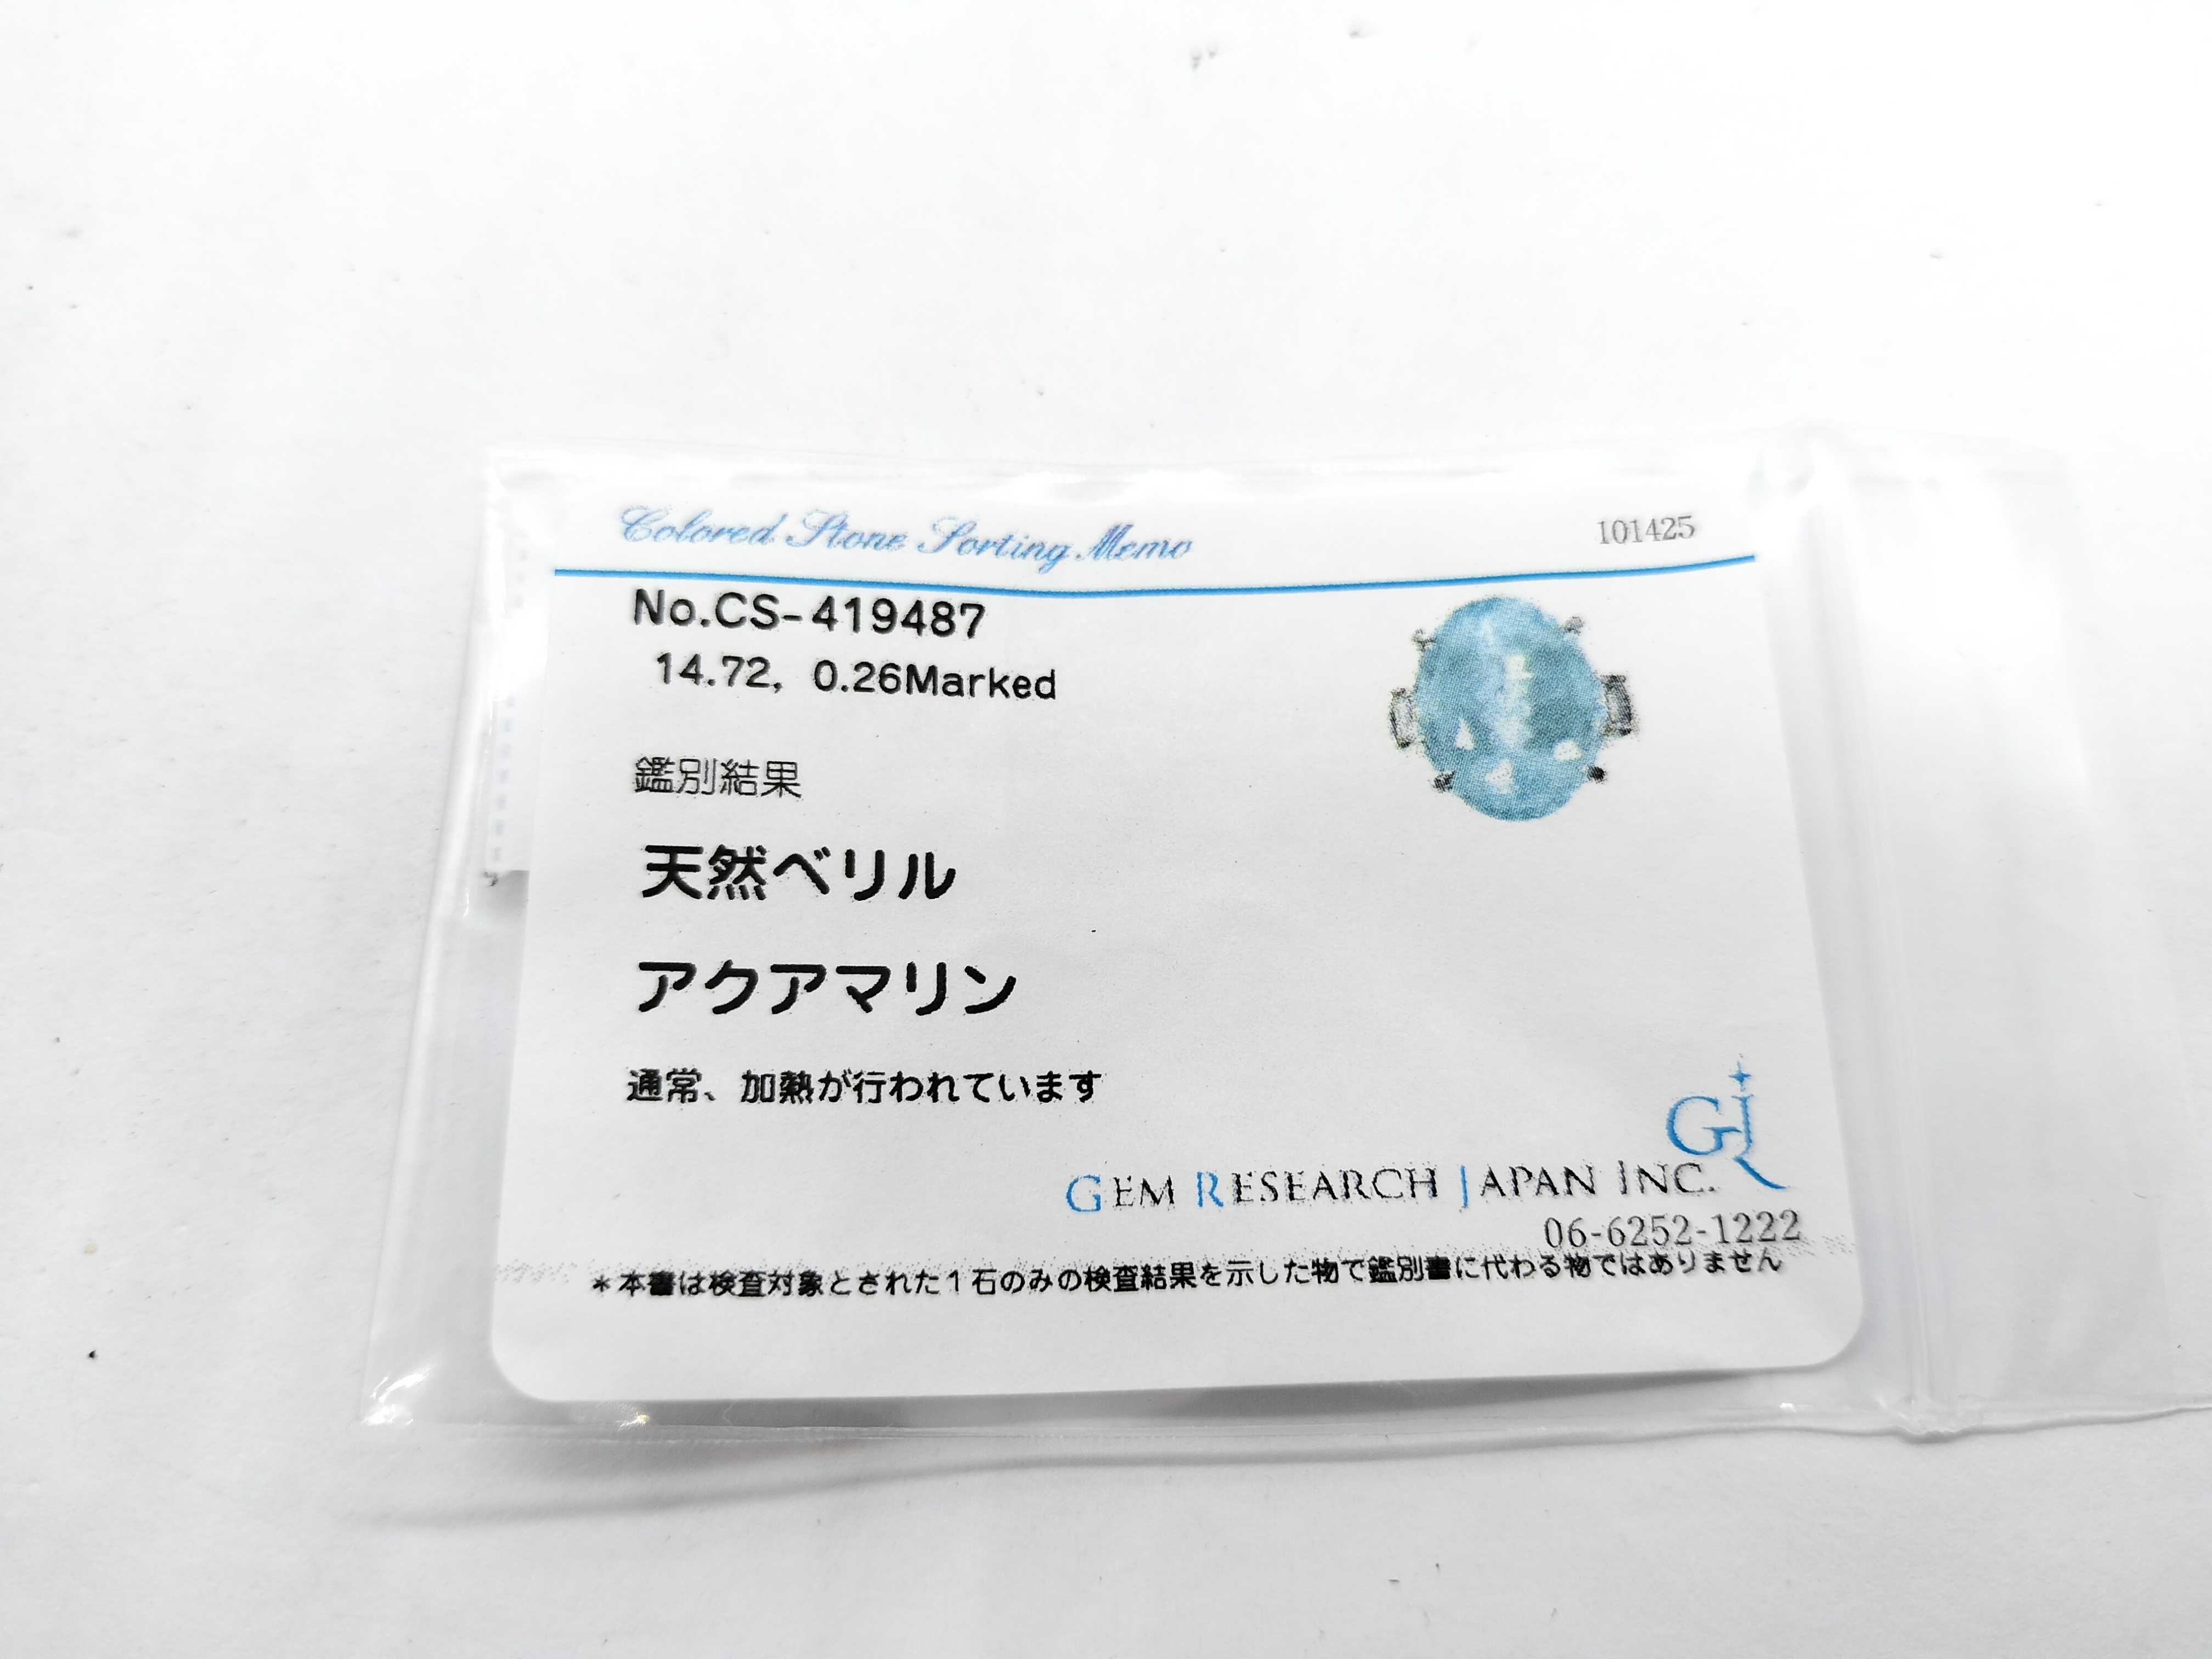 Colored Stone Sorting Memo
101425
No.CS-419487
14.72, 0.26Marked
鑑別結果
天然ベリル
アクアマリン
通常、加熱が行われています
GJR
GEM RESEARCH JAPAN INC.
06-6252-1222
*本書は検査対象とされた1石のみの検査結果を示した物で鑑別書に代わる物ではありません